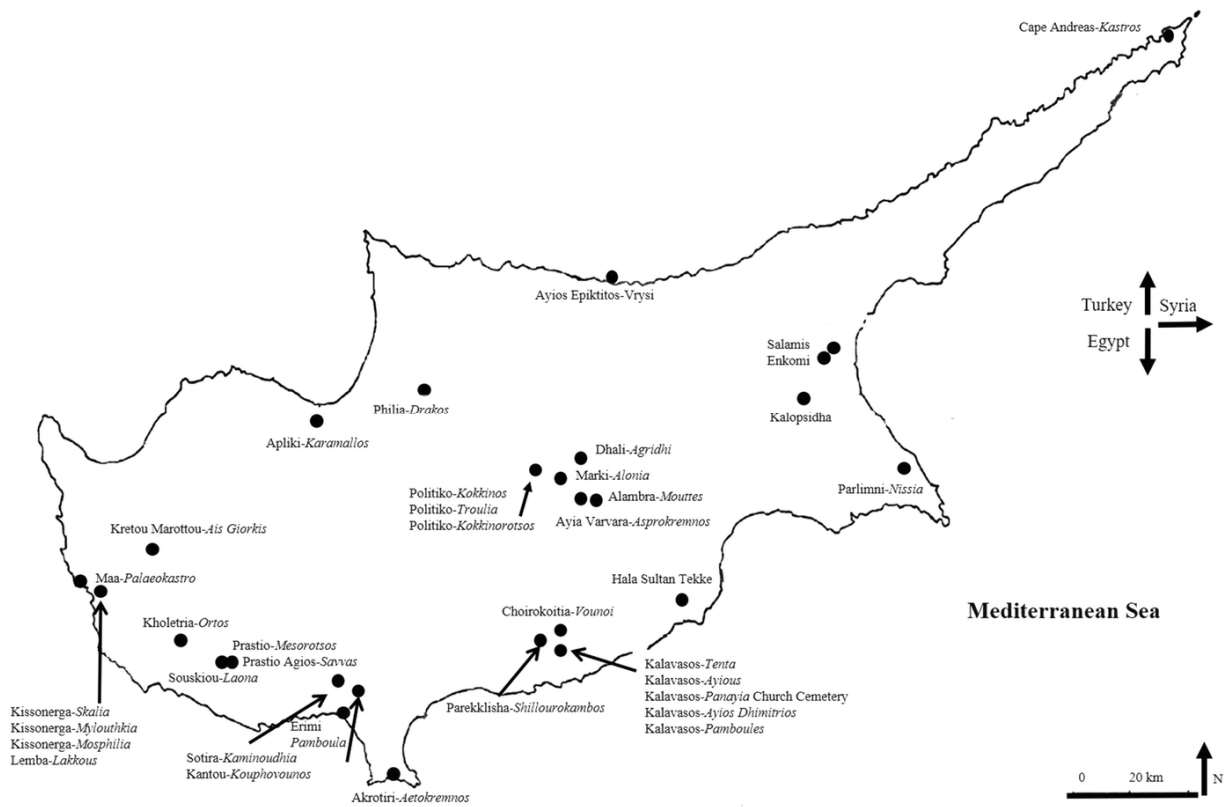 Cape Andreas-Kastros
Ayios Epiktitos-Vrysi
Turkey
Syria
Egypt
Salamis
Enkomi
Kalopsidha
Philia-Drakos
Apliki-Karamallos
Dhali-Agridhi
Marki-Alonia
Politiko-Kokkinos
Politiko-Troulia
Politiko-Kokkinorotsos
Alambra-Mouttes
Ayia Varvara-Asprokremnos
Parlimni-Nissia
Kretou Marottou-Ais Giorkis
Maa-Palaeokastro
Hala Sultan Tekke
Choirokoitia-Vounoi
Mediterranean Sea
Kholetria-Ortos
Prastio-Mesorotsos
Prastio Agios-Savvas
Souskiou-Laona
Kalavasos-Tenta
Kalavasos-Ayious
Kalavasos-Panayia Church Cemetery
Kalavasos-Ayios Dhimitrios
Kalavasos-Pamboules
Parekklisha-Shillourokambos
Kissonerga-Skalia
Kissonerga-Mylouthkia
Kissonerga-Mosphilia
Lemba-Lakkous
Erimi
Pamboula
Sotira-Kaminoudhia
Kantou-Kouphovounos
Akrotiri-Aetokremnos
0 20 km
N